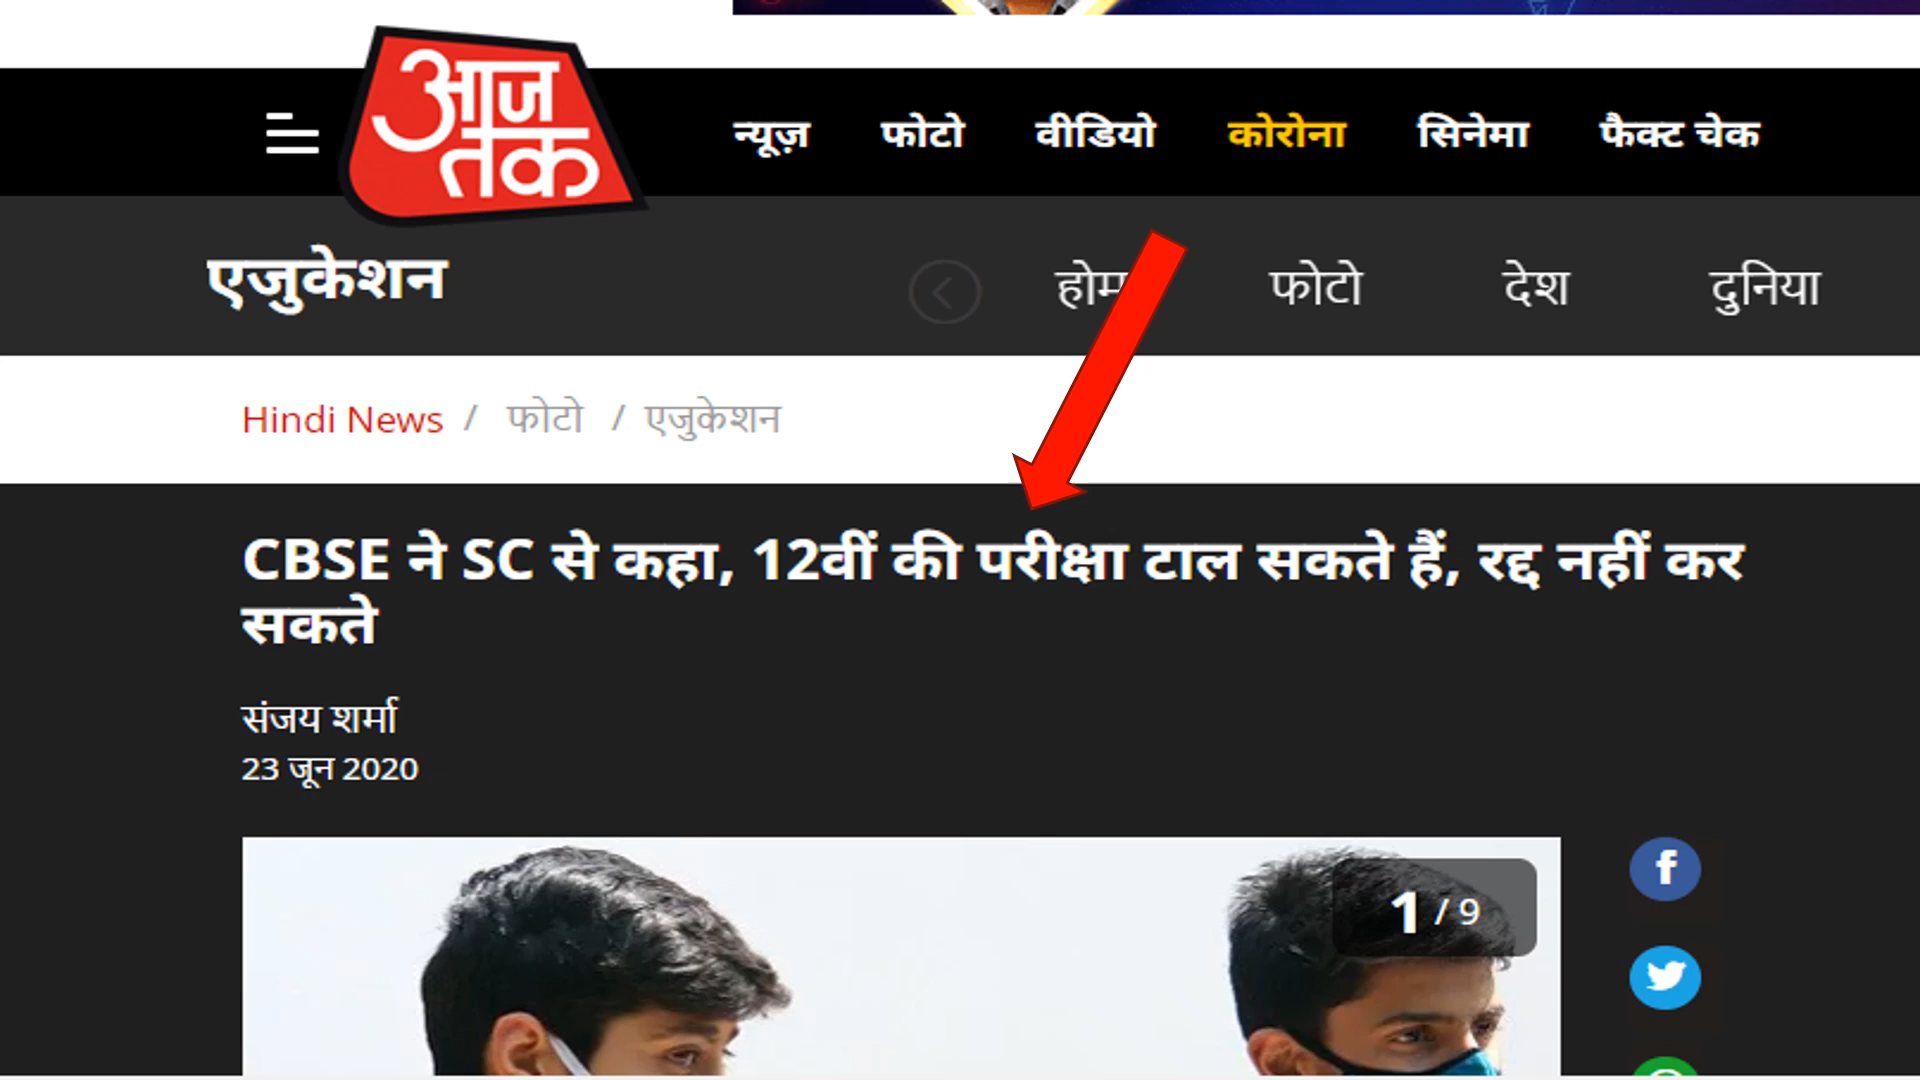 आज
तक
न्यूज़ फोटो वीडियो कोरोना सिनेमा फैक्ट चेक
एजुकेशन
होम फोटो देश दुनिया
Hindi News / फोटो / एजुकेशन
CBSE ने SC से कहा, 12वीं की परीक्षा टाल सकते हैं, रद्द नहीं कर
सकते
संजय शर्मा
23 जून 2020
1 / 9